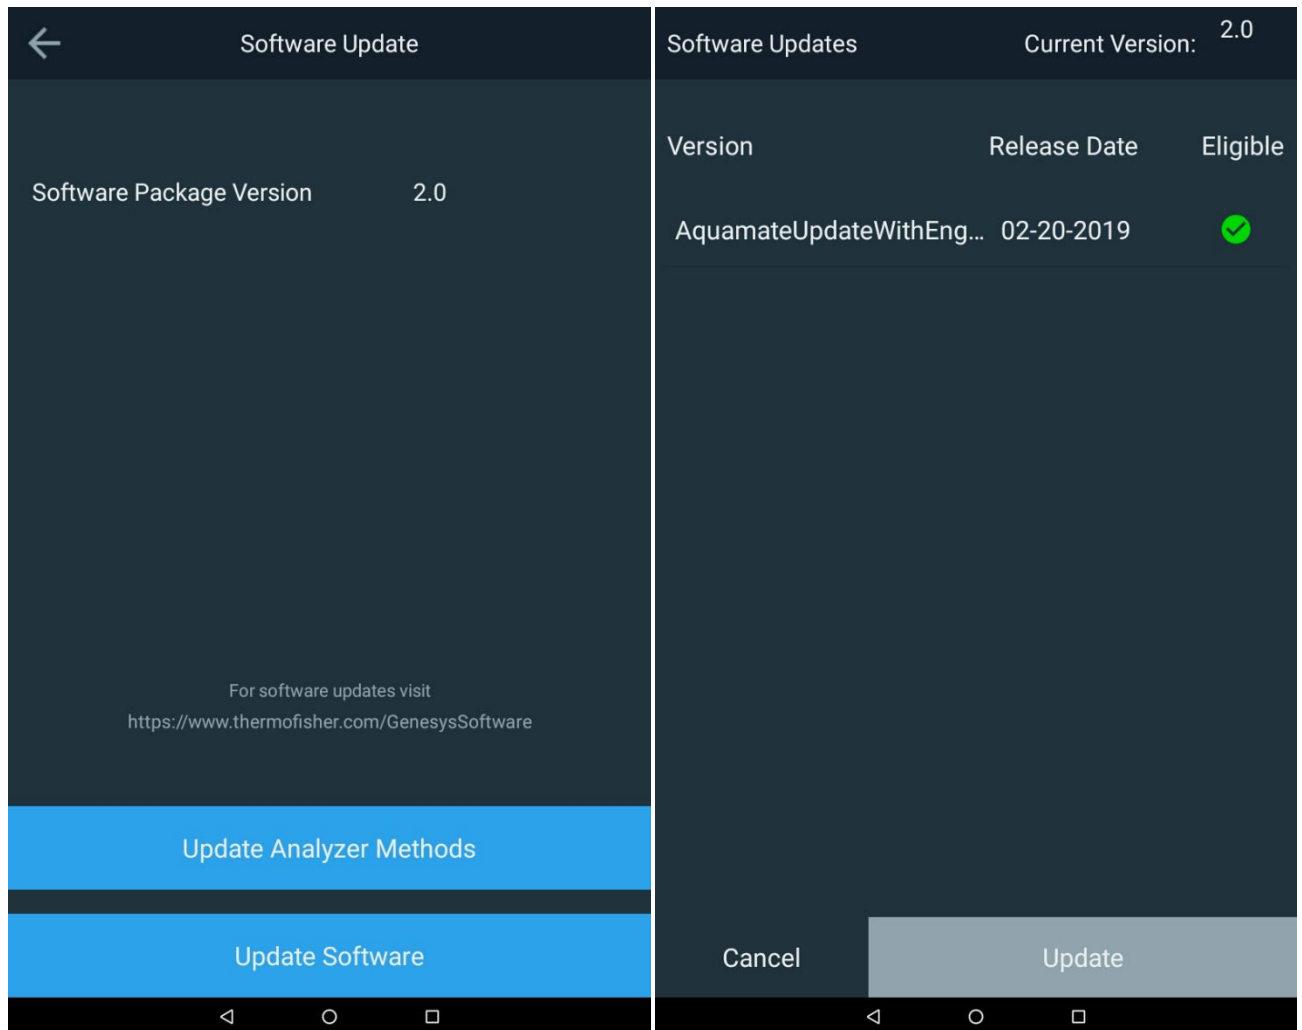 Software Update
Software Package Version 2.0
For software updates visit
https://www.thermofisher.com/GenesysSoftware
Update Analyzer Methods
Update Software
Software Updates Current Version: 2.0
Version Release Date Eligible
AquamateUpdateWithEng... 02-20-2019
Cancel Update